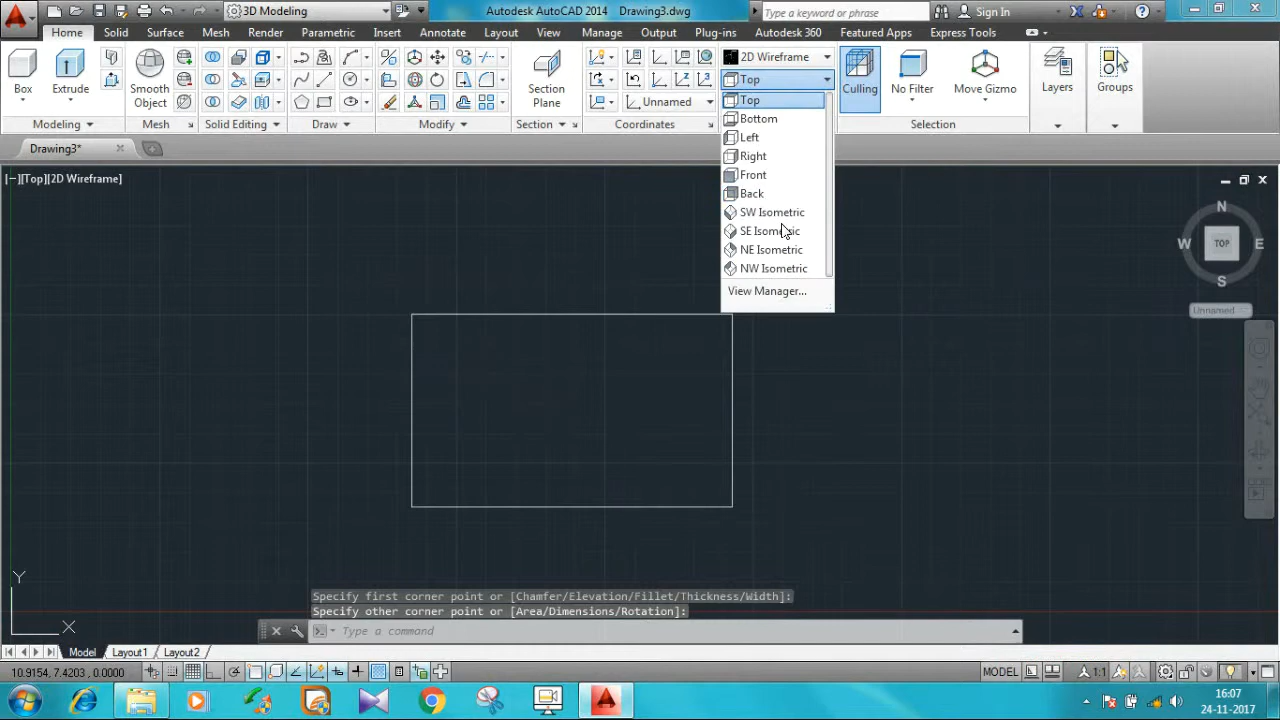 3D Modeling
Autodesk AutoCAD 2014 Drawing3.dwg
Type a keyword or phrase
Sign In
Home Solid Surface Mesh Render Parametric Insert Annotate Layout View Manage Output Plug-ins Autodesk 360 Featured Apps Express Tools
2D Wireframe
Top
Box Extrude Smooth Object Section Plane Culling No Filter Move Gizmo Layers Groups
Unnamed
Modeling Mesh Solid Editing Draw Modify Section Coordinates Selection
Top
Bottom
Left
Right
Front
Back
SW Isometric
SE Isometric
NE Isometric
NW Isometric
View Manager...
Drawing3*
[−][Top][2D Wireframe]
N
W TOP E
S
Unnamed
Y
X
Specify first corner point or [Chamfer/Elevation/Fillet/Thickness/Width]:
Specify other corner point or [Area/Dimensions/Rotation]:
Type a command
Model Layout1 Layout2
10.9154, 7.4203, 0.0000
MODEL
1:1
16:07
24-11-2017